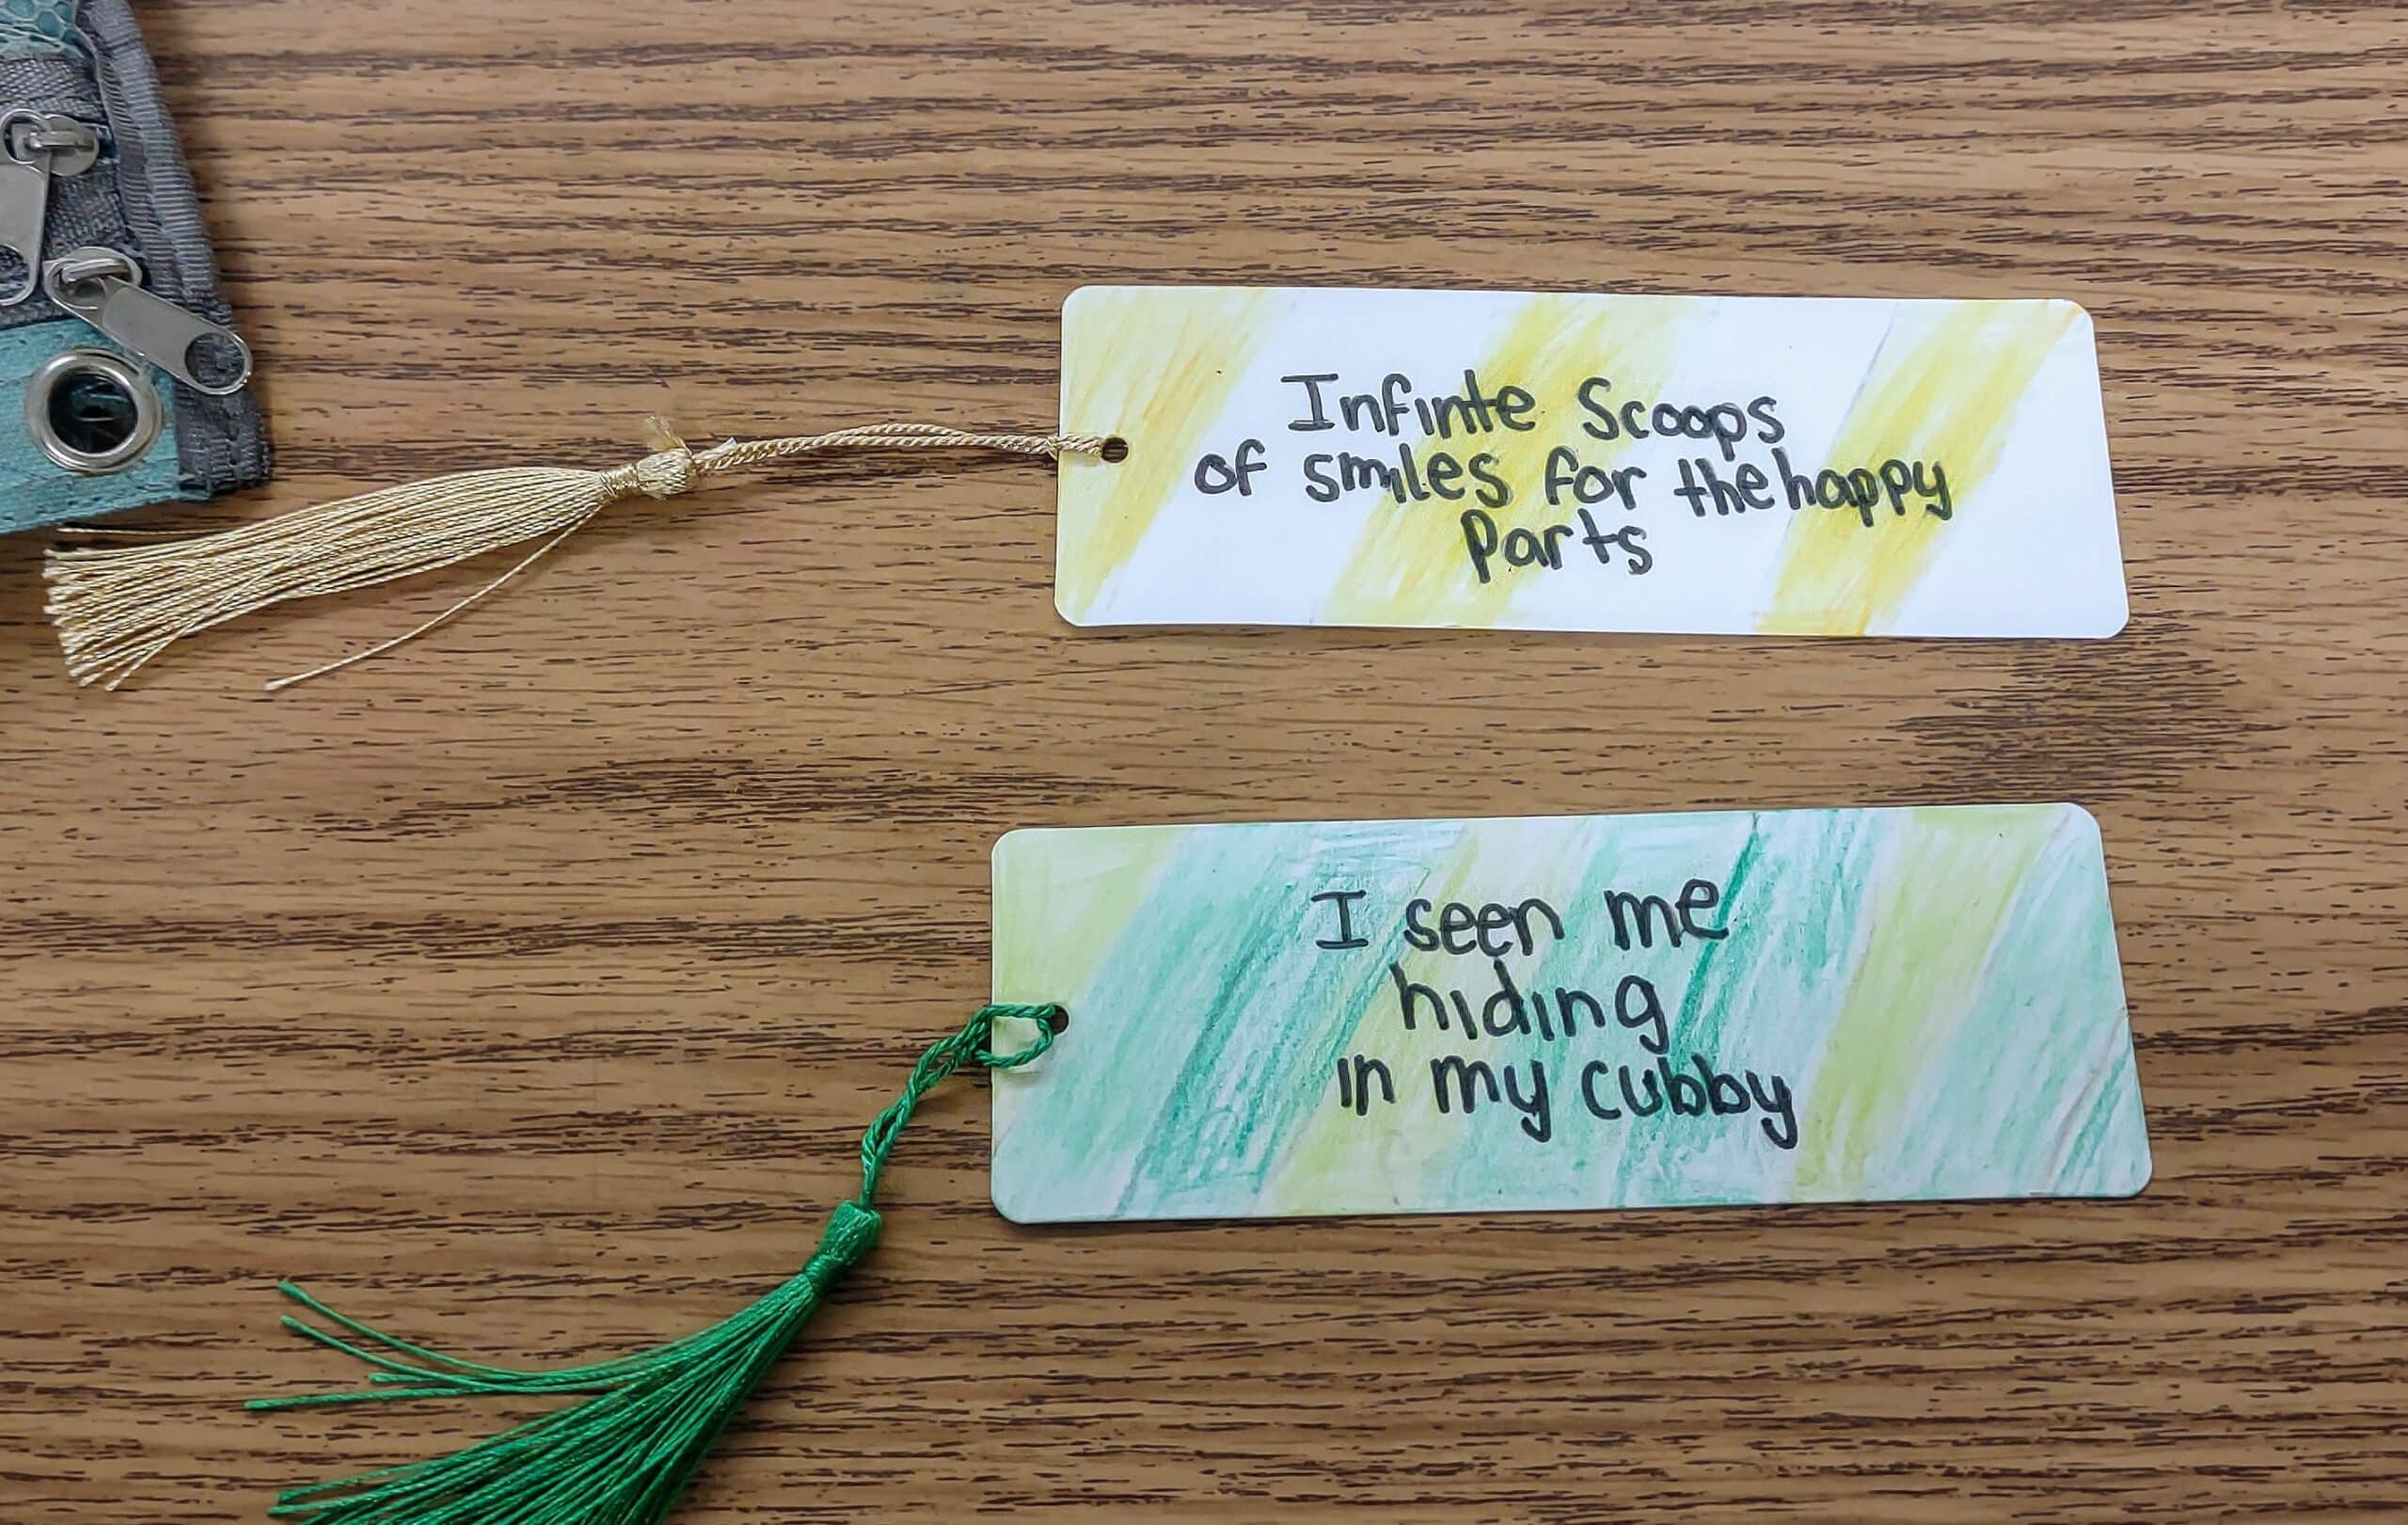 Infinte Scoops
of smiles for the happy
Parts
I seen me
hiding
in my cubby